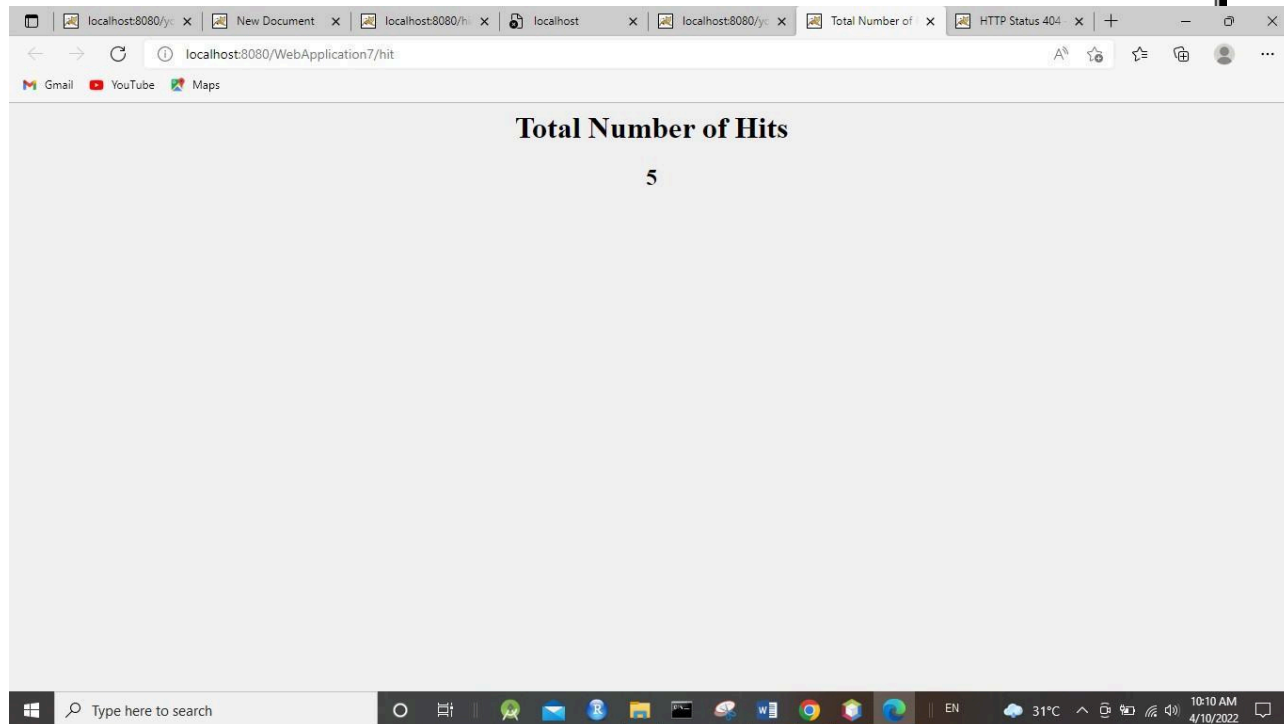 localhost:8080/yc
New Document
localhost:8080/hi
localhost
localhost:8080/yc
Total Number of
HTTP Status 404 -
localhost:8080/WebApplication7/hit
Gmail
YouTube
Maps
Total Number of Hits
5
Type here to search
EN
31°C
10:10 AM
4/10/2022